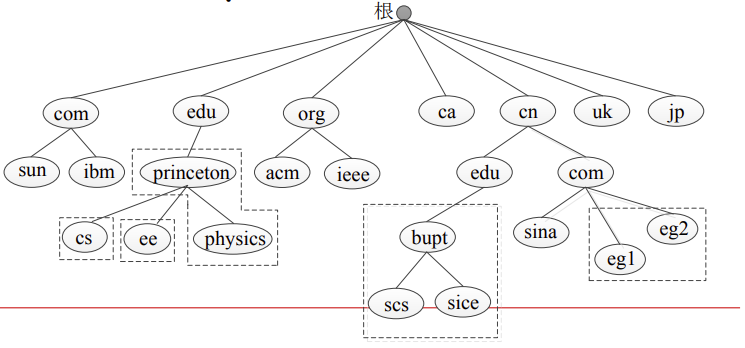 根
com edu org ca cn uk jp
sun ibm princeton acm ieee edu com
cs ee physics bupt sina eg2
eg1
scs sice